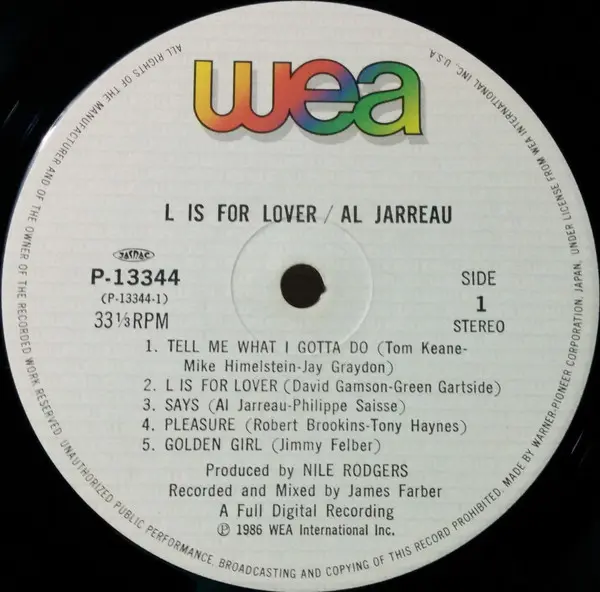 wea
L IS FOR LOVER / AL JARREAU
JASRAC
P-13344
(P-13344-1)
33⅓RPM
SIDE
1
STEREO
1. TELL ME WHAT I GOTTA DO (Tom Keane-
Mike Himelstein-Jay Graydon)
2. L IS FOR LOVER (David Gamson-Green Gartside)
3. SAYS (Al Jarreau-Philippe Saisse)
4. PLEASURE (Robert Brookins-Tony Haynes)
5. GOLDEN GIRL (Jimmy Felber)
Produced by NILE RODGERS
Recorded and Mixed by James Farber
A Full Digital Recording
℗ 1986 WEA International Inc.
ALL RIGHTS OF THE MANUFACTURER AND OF THE OWNER OF THE RECORDED WORK RESERVED. UNAUTHORIZED PUBLIC PERFORMANCE, BROADCASTING AND COPYING OF THIS RECORD PROHIBITED. MADE BY WARNER-PIONEER CORPORATION, JAPAN, UNDER LICENSE FROM WEA INTERNATIONAL INC., U.S.A